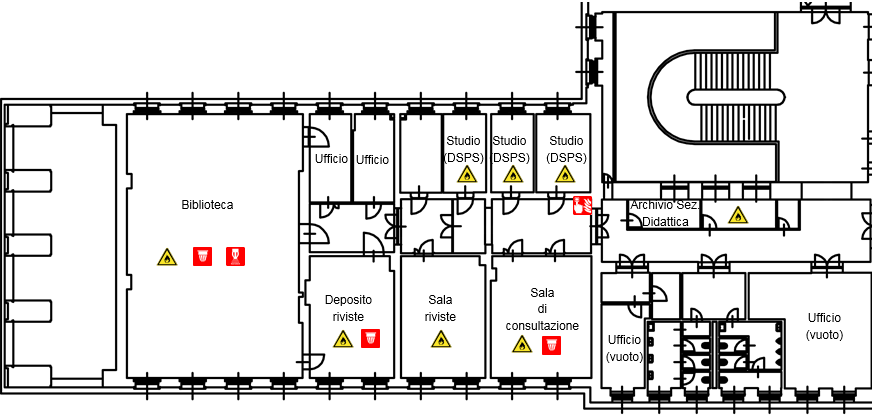 Studio
(DSPS)
Studio
(DSPS)
Studio
(DSPS)
Ufficio
Ufficio
Biblioteca
Archivio Sez.
Didattica
Deposito
riviste
Sala
riviste
Sala
di
consultazione
Ufficio
(vuoto)
Ufficio
(vuoto)